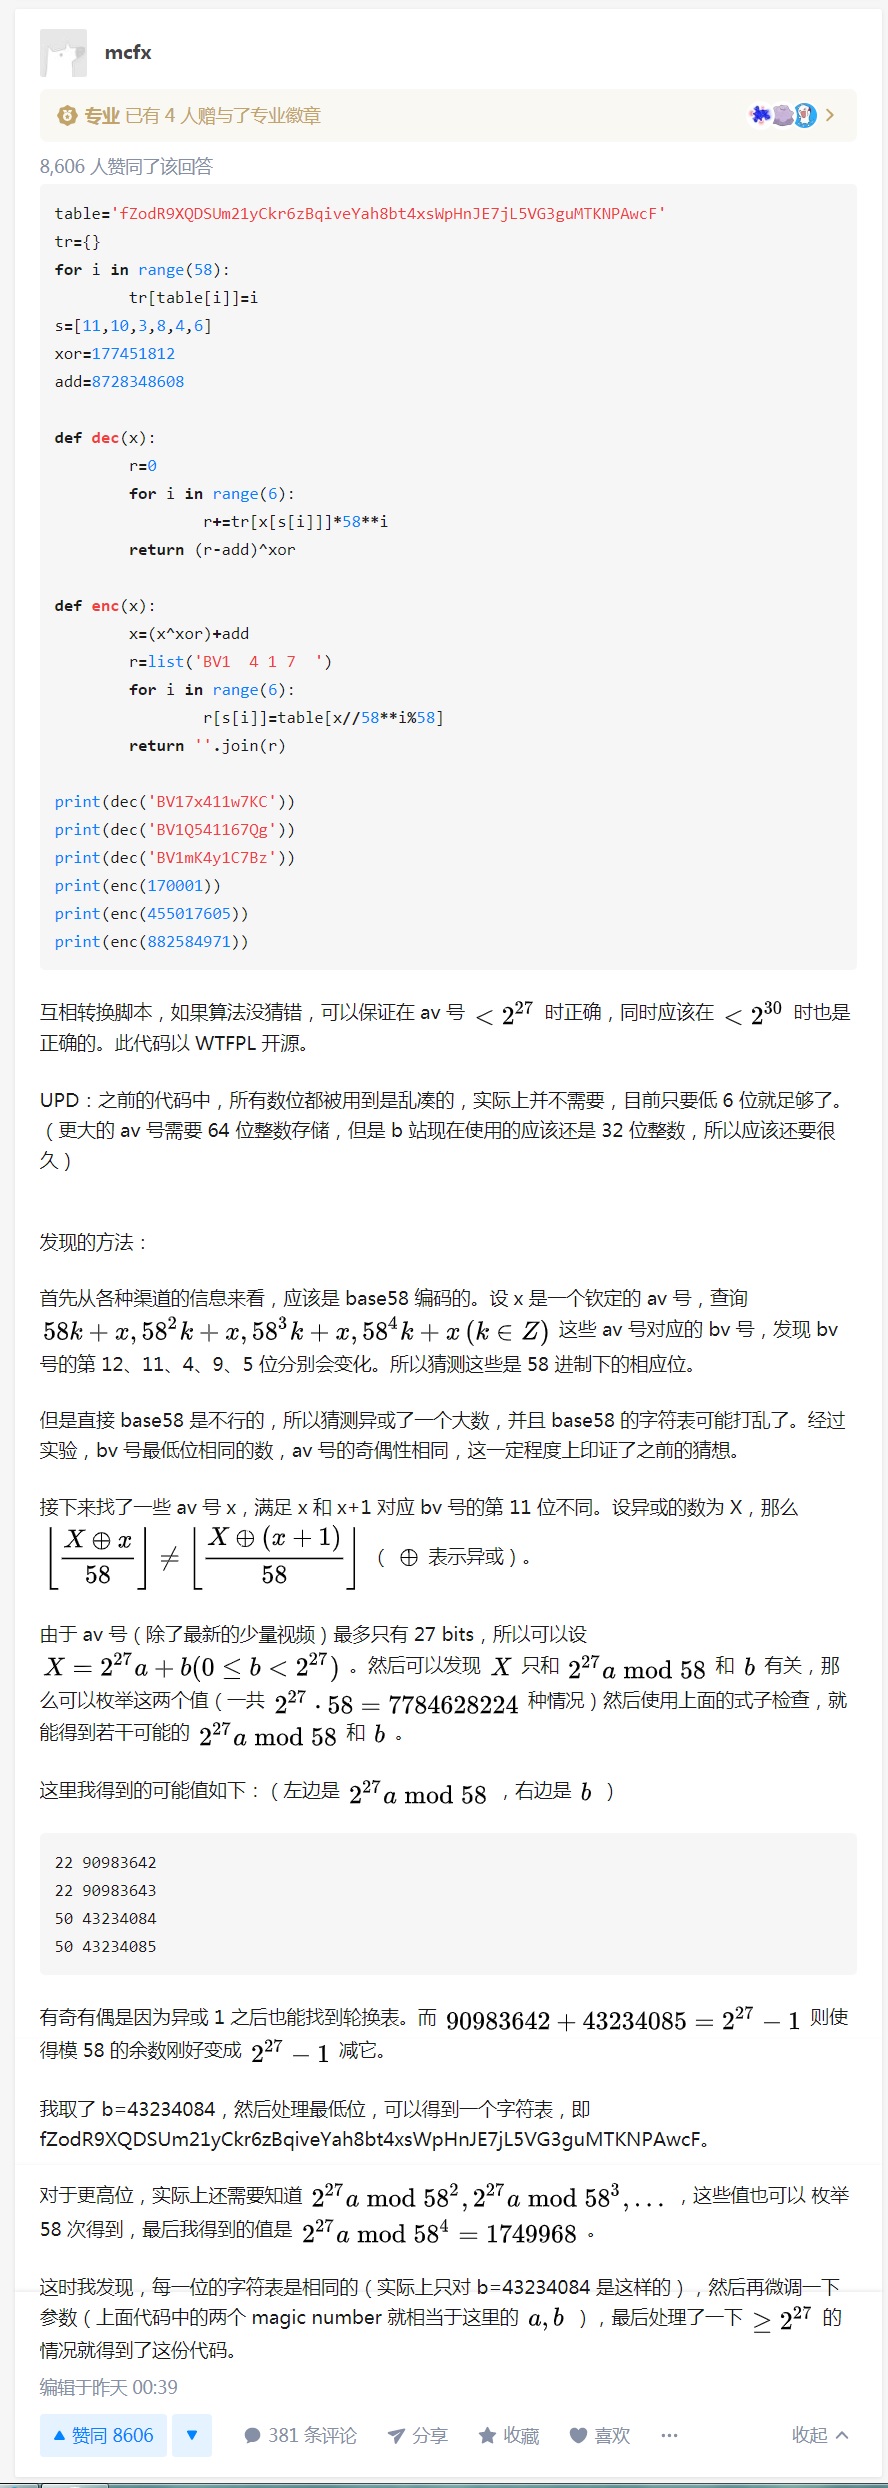 mcfx
专业 已有 4 人赠与了专业徽章
8,606 人赞同了该回答
table='fZodR9XQDSUm21yCkr6zBqiveYah8bt4xsWpHnJE7jL5VG3guMTKNPAwcF'
tr={}
for i in range(58):
        tr[table[i]]=i
s=[11,10,3,8,4,6]
xor=177451812
add=8728348608

def dec(x):
        r=0
        for i in range(6):
                r+=tr[x[s[i]]]*58**i
        return (r-add)^xor

def enc(x):
        x=(x^xor)+add
        r=list('BV1  4 1 7  ')
        for i in range(6):
                r[s[i]]=table[x//58**i%58]
        return ''.join(r)

print(dec('BV17x411w7KC'))
print(dec('BV1Q541167Qg'))
print(dec('BV1mK4y1C7Bz'))
print(enc(170001))
print(enc(455017605))
print(enc(882584971))
互相转换脚本，如果算法没猜错，可以保证在 av 号 < 2^27 时正确，同时应该在 < 2^30 时也是
正确的。此代码以 WTFPL 开源。
UPD：之前的代码中，所有数位都被用到是乱凑的，实际上并不需要，目前只要低 6 位就足够了。
（更大的 av 号需要 64 位整数存储，但是 b 站现在使用的应该还是 32 位整数，所以应该还要很
久）
发现的方法：
首先从各种渠道的信息来看，应该是 base58 编码的。设 x 是一个钦定的 av 号，查询
58k + x, 58^2k + x, 58^3k + x, 58^4k + x (k ∈ Z) 这些 av 号对应的 bv 号，发现 bv
号的第 12、11、4、9、5 位分别会变化。所以猜测这些是 58 进制下的相应位。
但是直接 base58 是不行的，所以猜测异或了一个大数，并且 base58 的字符表可能打乱了。经过
实验，bv 号最低位相同的数，av 号的奇偶性相同，这一定程度上印证了之前的猜想。
接下来找了一些 av 号 x，满足 x 和 x+1 对应 bv 号的第 11 位不同。设异或的数为 X，那么
⌊(X ⊕ x)/58⌋ ≠ ⌊(X ⊕ (x + 1))/58⌋ （ ⊕ 表示异或）。
由于 av 号（除了最新的少量视频）最多只有 27 bits，所以可以设
X = 2^27a + b(0 ≤ b < 2^27) 。然后可以发现 X 只和 2^27a mod 58 和 b 有关，那
么可以枚举这两个值（一共 2^27 · 58 = 7784628224 种情况）然后使用上面的式子检查，就
能得到若干可能的 2^27a mod 58 和 b 。
这里我得到的可能值如下：（左边是 2^27a mod 58 ，右边是 b ）
22 90983642
22 90983643
50 43234084
50 43234085
有奇有偶是因为异或 1 之后也能找到轮换表。而 90983642 + 43234085 = 2^27 − 1 则使
得模 58 的余数刚好变成 2^27 − 1 减它。
我取了 b=43234084，然后处理最低位，可以得到一个字符表，即
fZodR9XQDSUm21yCkr6zBqiveYah8bt4xsWpHnJE7jL5VG3guMTKNPAwcF。
对于更高位，实际上还需要知道 2^27a mod 58^2, 2^27a mod 58^3, ... ，这些值也可以 枚举
58 次得到，最后我得到的值是 2^27a mod 58^4 = 1749968 。
这时我发现，每一位的字符表是相同的（实际上只对 b=43234084 是这样的），然后再微调一下
参数（上面代码中的两个 magic number 就相当于这里的 a, b ），最后处理了一下 ≥ 2^27 的
情况就得到了这份代码。
编辑于昨天 00:39
▲ 赞同 8606 ▼ 381 条评论 分享 收藏 喜欢 ··· 收起